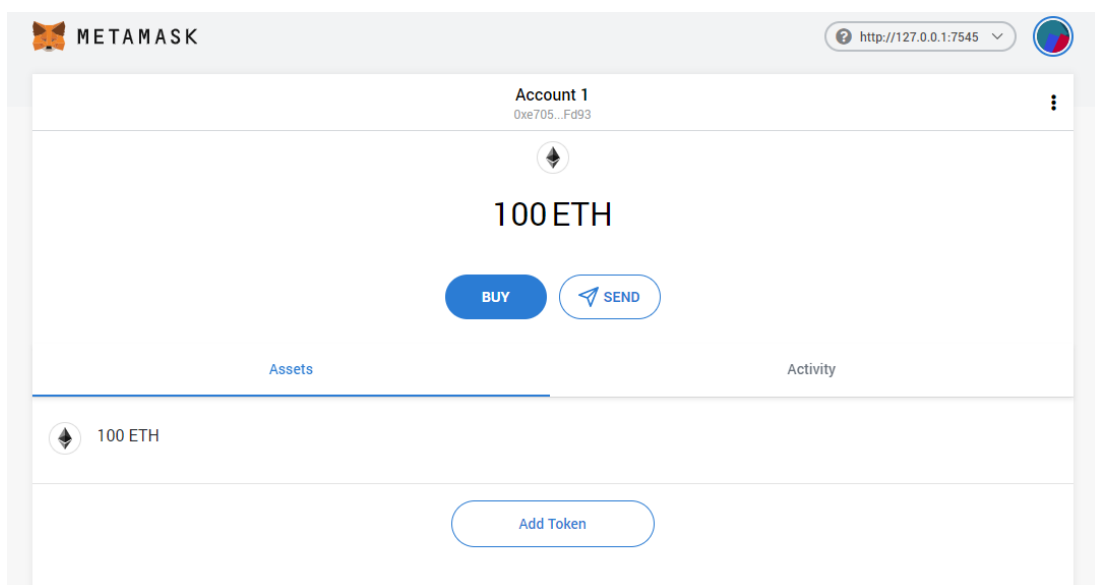 METAMASK
http://127.0.0.1:7545
Account 1
0xe705...Fd93
100 ETH
BUY
SEND
Assets
Activity
100 ETH
Add Token